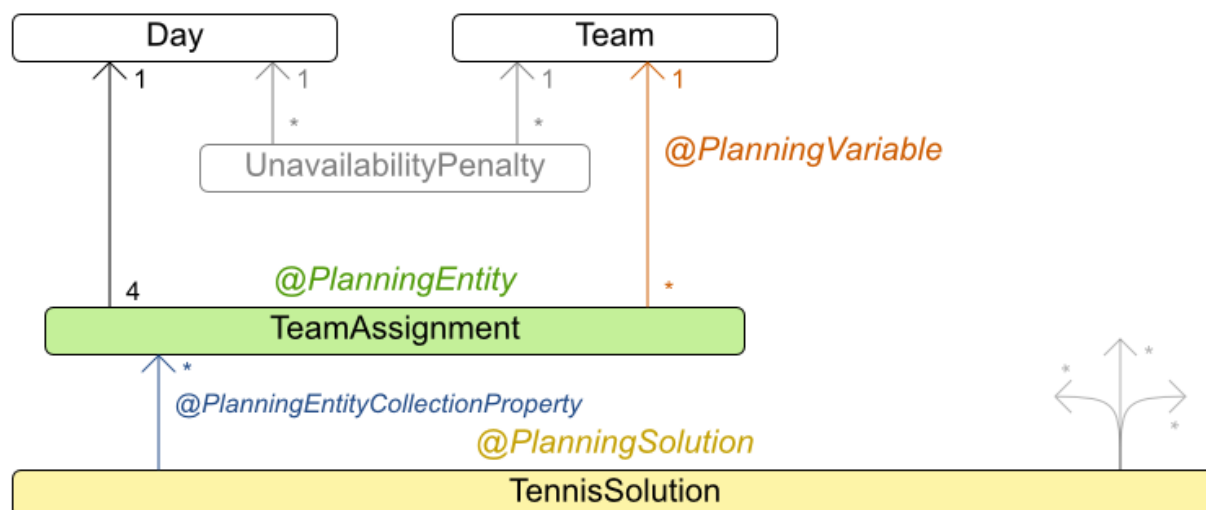 Day
Team
1
1
1
1
*
*
@PlanningVariable
UnavailabilityPenalty
@PlanningEntity
4
*
TeamAssignment
*
*
*
@PlanningEntityCollectionProperty
*
@PlanningSolution
TennisSolution